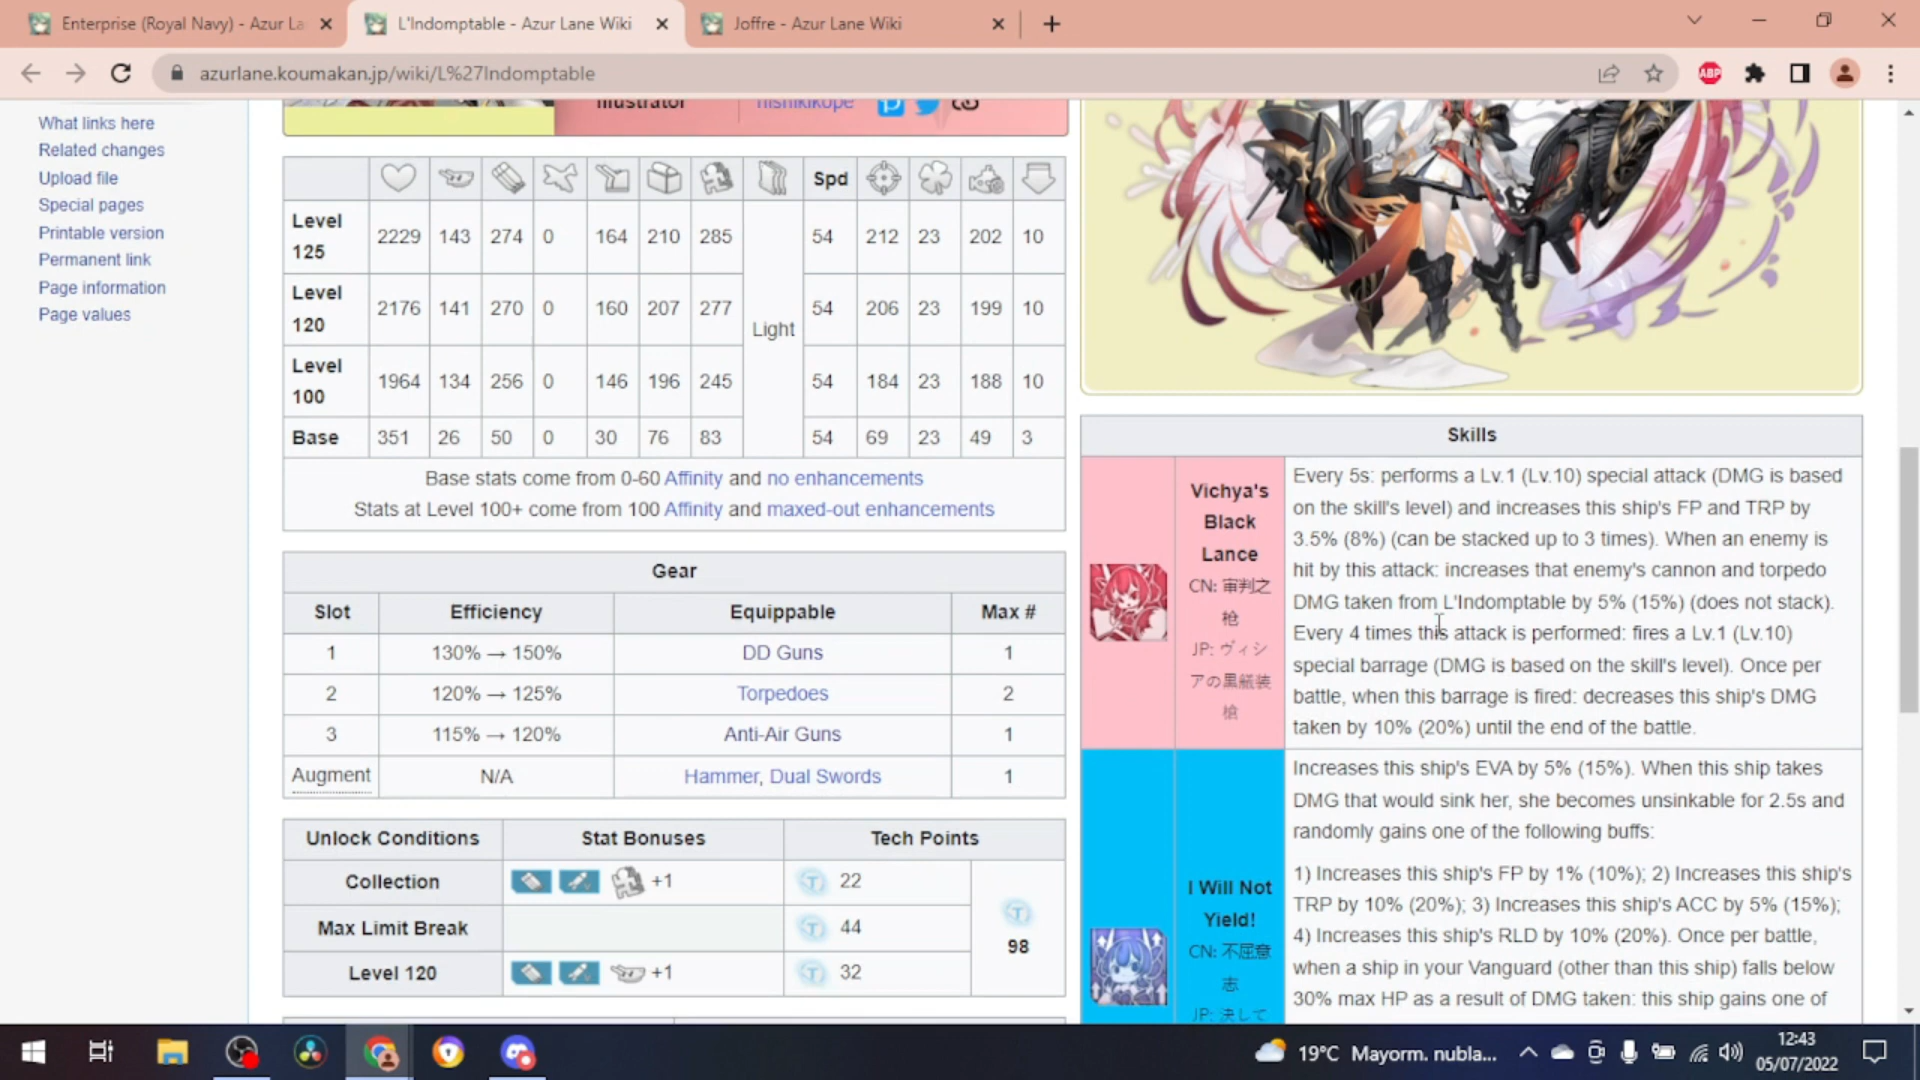 Enterprise (Royal Navy) - Azur La
L'Indomptable - Azur Lane Wiki
Joffre - Azur Lane Wiki
azurlane.koumakan.jp/wiki/L%27Indomptable
ABP
What links here
Related changes
Upload file
Special pages
Printable version
Permanent link
Page information
Page values
Illustrator nishikikope
Spd
Level 125 2229 143 274 0 164 210 285 Light 54 212 23 202 10
Level 120 2176 141 270 0 160 207 277 54 206 23 199 10
Level 100 1964 134 256 0 146 196 245 54 184 23 188 10
Base 351 26 50 0 30 76 83 54 69 23 49 3
Base stats come from 0-60 Affinity and no enhancements
Stats at Level 100+ come from 100 Affinity and maxed-out enhancements
Gear
Slot Efficiency Equippable Max #
1 130% → 150% DD Guns 1
2 120% → 125% Torpedoes 2
3 115% → 120% Anti-Air Guns 1
Augment N/A Hammer, Dual Swords 1
Unlock Conditions Stat Bonuses Tech Points
Collection +1 22
Max Limit Break 44
98
Level 120 +1 32
Skills
Vichya's
Black
Lance
CN: 审判之
枪
JP: ヴィシ
アの黒艤装
槍
Every 5s: performs a Lv.1 (Lv.10) special attack (DMG is based
on the skill's level) and increases this ship's FP and TRP by
3.5% (8%) (can be stacked up to 3 times). When an enemy is
hit by this attack: increases that enemy's cannon and torpedo
DMG taken from L'Indomptable by 5% (15%) (does not stack).
Every 4 times this attack is performed: fires a Lv.1 (Lv.10)
special barrage (DMG is based on the skill's level). Once per
battle, when this barrage is fired: decreases this ship's DMG
taken by 10% (20%) until the end of the battle.
I Will Not
Yield!
CN: 不屈意
志
JP: 決して
Increases this ship's EVA by 5% (15%). When this ship takes
DMG that would sink her, she becomes unsinkable for 2.5s and
randomly gains one of the following buffs:
1) Increases this ship's FP by 1% (10%); 2) Increases this ship's
TRP by 10% (20%); 3) Increases this ship's ACC by 5% (15%);
4) Increases this ship's RLD by 10% (20%). Once per battle,
when a ship in your Vanguard (other than this ship) falls below
30% max HP as a result of DMG taken: this ship gains one of
19°C Mayorm. nubla...
12:43
05/07/2022